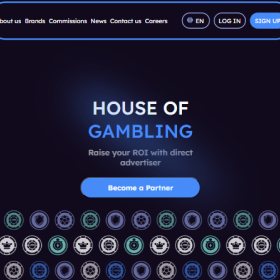 bout us Brands Commissions News Contact us Careers EN LOG IN SIGN UP
HOUSE OF
GAMBLING
Raise your ROI with direct
advertiser
Become a Partner